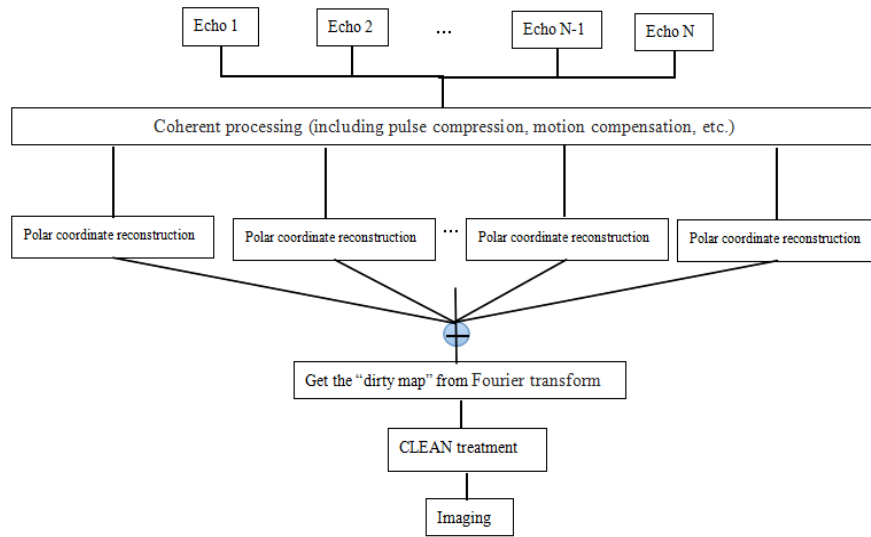 Echo 1
Echo 2
...
Echo N-1
Echo N
Coherent processing (including pulse compression, motion compensation, etc.)
Polar coordinate reconstruction
Polar coordinate reconstruction
...
Polar coordinate reconstruction
Polar coordinate reconstruction
Get the “dirty map” from Fourier transform
CLEAN treatment
Imaging